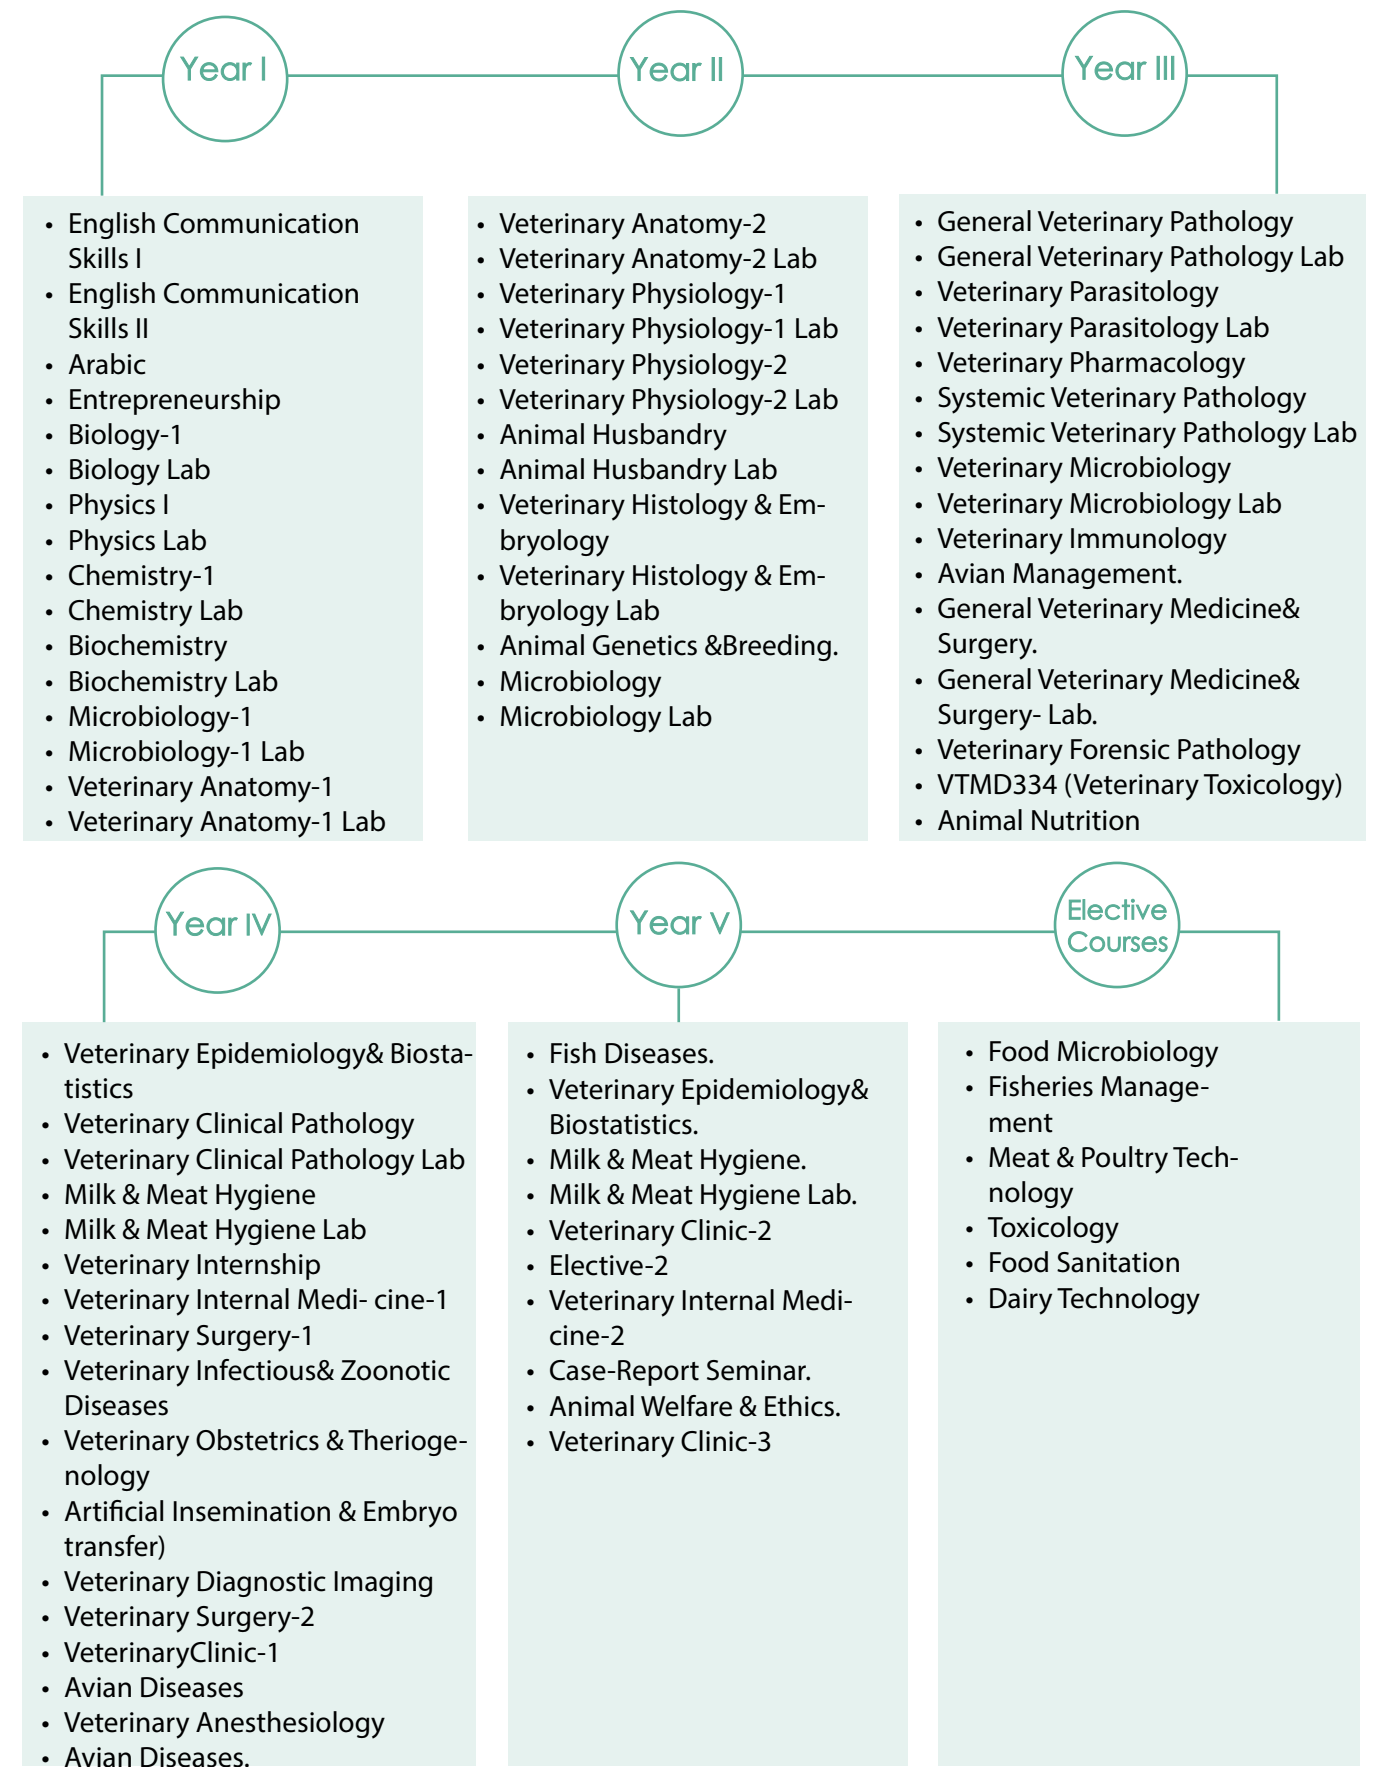 Year I
Year II
Year III
• English Communication
Skills I
• English Communication
Skills II
• Arabic
• Entrepreneurship
• Biology-1
• Biology Lab
• Physics I
• Physics Lab
• Chemistry-1
• Chemistry Lab
• Biochemistry
• Biochemistry Lab
• Microbiology-1
• Microbiology-1 Lab
• Veterinary Anatomy-1
• Veterinary Anatomy-1 Lab
• Veterinary Anatomy-2
• Veterinary Anatomy-2 Lab
• Veterinary Physiology-1
• Veterinary Physiology-1 Lab
• Veterinary Physiology-2
• Veterinary Physiology-2 Lab
• Animal Husbandry
• Animal Husbandry Lab
• Veterinary Histology & Em-
bryology
• Veterinary Histology & Em-
bryology Lab
• Animal Genetics &Breeding.
• Microbiology
• Microbiology Lab
• General Veterinary Pathology
• General Veterinary Pathology Lab
• Veterinary Parasitology
• Veterinary Parasitology Lab
• Veterinary Pharmacology
• Systemic Veterinary Pathology
• Systemic Veterinary Pathology Lab
• Veterinary Microbiology
• Veterinary Microbiology Lab
• Veterinary Immunology
• Avian Management.
• General Veterinary Medicine&
Surgery.
• General Veterinary Medicine&
Surgery- Lab.
• Veterinary Forensic Pathology
• VTMD334 (Veterinary Toxicology)
• Animal Nutrition
Year IV
Year V
Elective
Courses
• Veterinary Epidemiology& Biosta-
tistics
• Veterinary Clinical Pathology
• Veterinary Clinical Pathology Lab
• Milk & Meat Hygiene
• Milk & Meat Hygiene Lab
• Veterinary Internship
• Veterinary Internal Medi- cine-1
• Veterinary Surgery-1
• Veterinary Infectious& Zoonotic
Diseases
• Veterinary Obstetrics & Therioge-
nology
• Artificial Insemination & Embryo
transfer)
• Veterinary Diagnostic Imaging
• Veterinary Surgery-2
• VeterinaryClinic-1
• Avian Diseases
• Veterinary Anesthesiology
• Avian Diseases.
• Fish Diseases.
• Veterinary Epidemiology&
Biostatistics.
• Milk & Meat Hygiene.
• Milk & Meat Hygiene Lab.
• Veterinary Clinic-2
• Elective-2
• Veterinary Internal Medi-
cine-2
• Case-Report Seminar.
• Animal Welfare & Ethics.
• Veterinary Clinic-3
• Food Microbiology
• Fisheries Manage-
ment
• Meat & Poultry Tech-
nology
• Toxicology
• Food Sanitation
• Dairy Technology